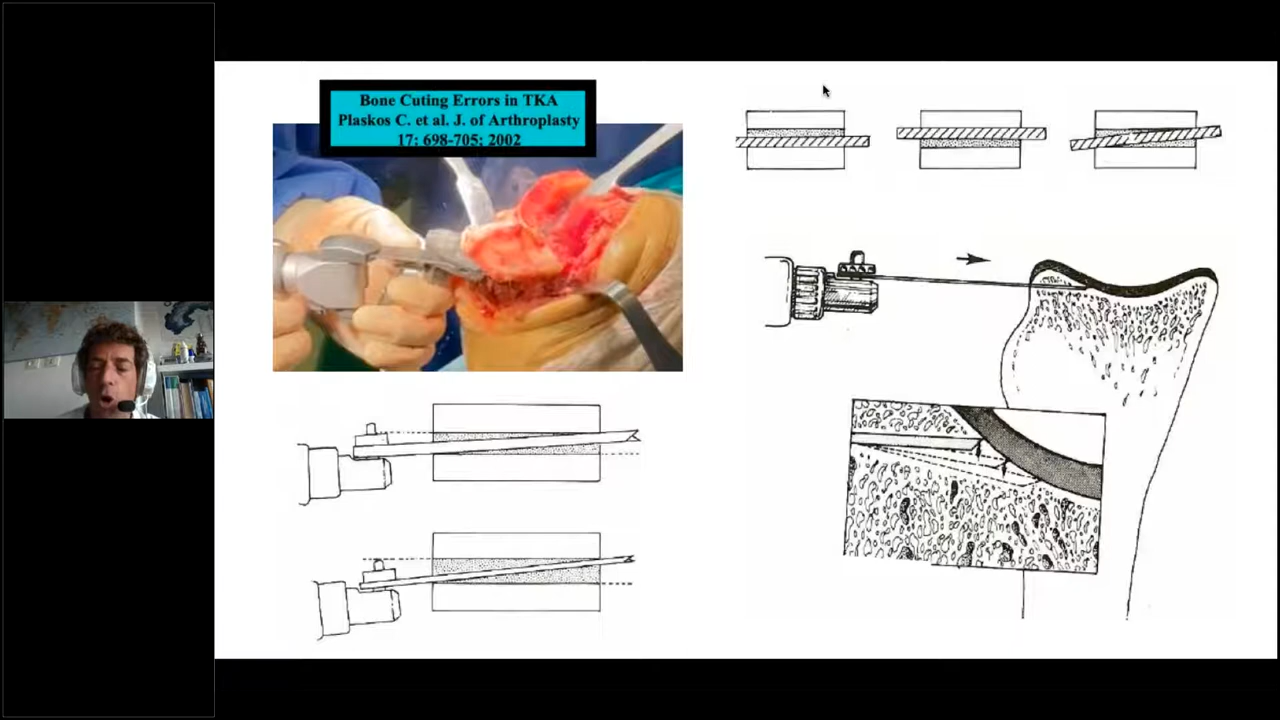 Bone Cuting Errors in TKA
Plaskos C. et al. J. of Arthroplasty
17: 698-705; 2002